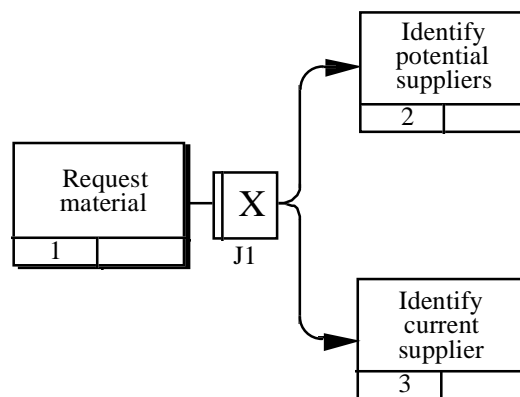 Identify
potential
suppliers
2
Request
material
1
X
J1
Identify
current
supplier
3